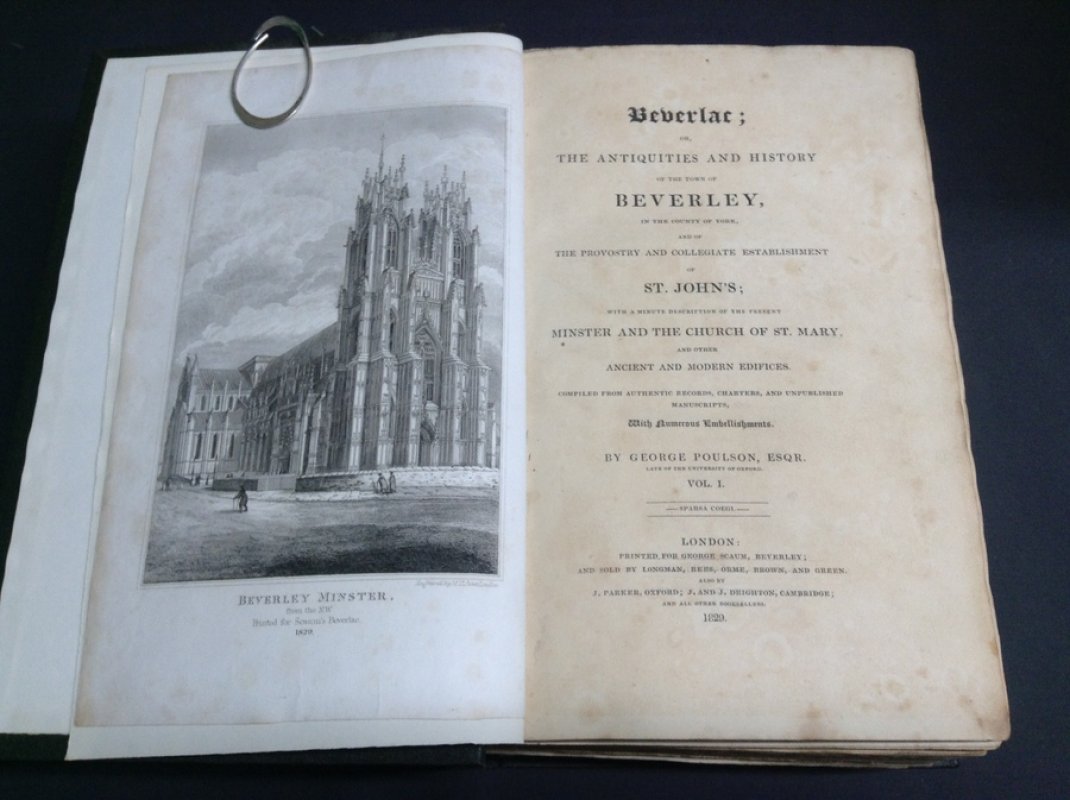 BEVERLEY MINSTER,
from the NW
Printed for Scaum's Beverlac.
1829.
Beverlac;
OR,
THE ANTIQUITIES AND HISTORY
OF THE TOWN OF
BEVERLEY,
IN THE COUNTY OF YORK,
AND OF
THE PROVOSTRY AND COLLEGIATE ESTABLISHMENT
OF
ST. JOHN'S;
WITH A MINUTE DESCRIPTION OF THE PRESENT
MINSTER AND THE CHURCH OF ST. MARY,
AND OTHER
ANCIENT AND MODERN EDIFICES.
COMPILED FROM AUTHENTIC RECORDS, CHARTERS, AND UNPUBLISHED
MANUSCRIPTS,
With Numerous Embellishments.
BY GEORGE POULSON, ESQR.
LATE OF THE UNIVERSITY OF OXFORD.
VOL. I.
—SPARSA COEGI.—
LONDON:
PRINTED FOR GEORGE SCAUM, BEVERLEY;
AND SOLD BY LONGMAN, REES, ORME, BROWN, AND GREEN.
ALSO BY
J. PARKER, OXFORD; J. AND J. DEIGHTON, CAMBRIDGE;
AND ALL OTHER BOOKSELLERS.
1829.